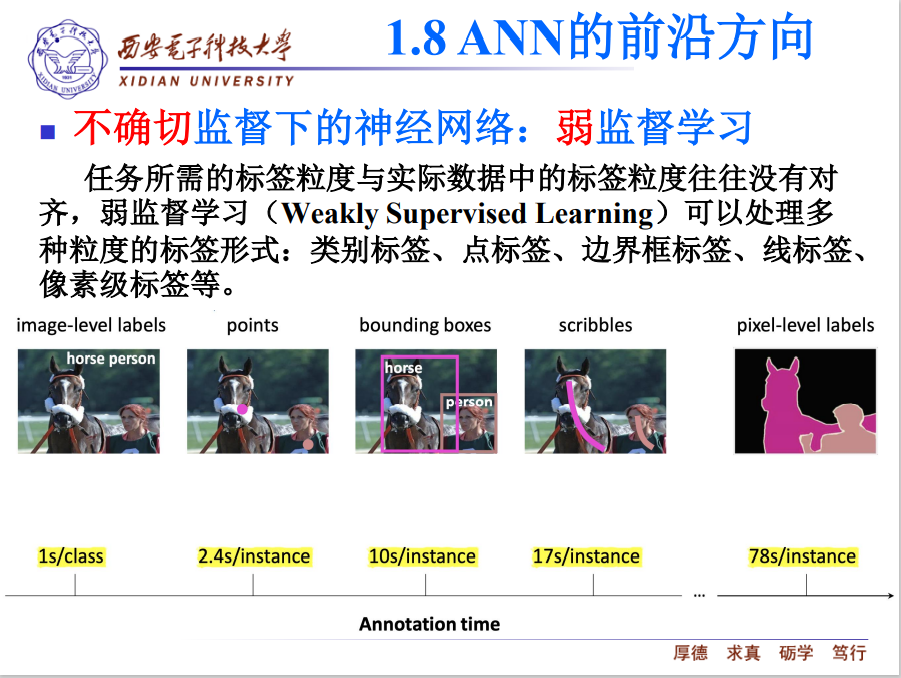 西安电子科技大学
XIDIAN UNIVERSITY
1.8 ANN的前沿方向
不确切监督下的神经网络：弱监督学习
任务所需的标签粒度与实际数据中的标签粒度往往没有对
齐，弱监督学习（Weakly Supervised Learning）可以处理多
种粒度的标签形式：类别标签、点标签、边界框标签、线标签、
像素级标签等。
image-level labels
points
bounding boxes
scribbles
pixel-level labels
horse person
horse
person
1s/class
2.4s/instance
10s/instance
17s/instance
78s/instance
...
Annotation time
厚德 求真 砺学 笃行